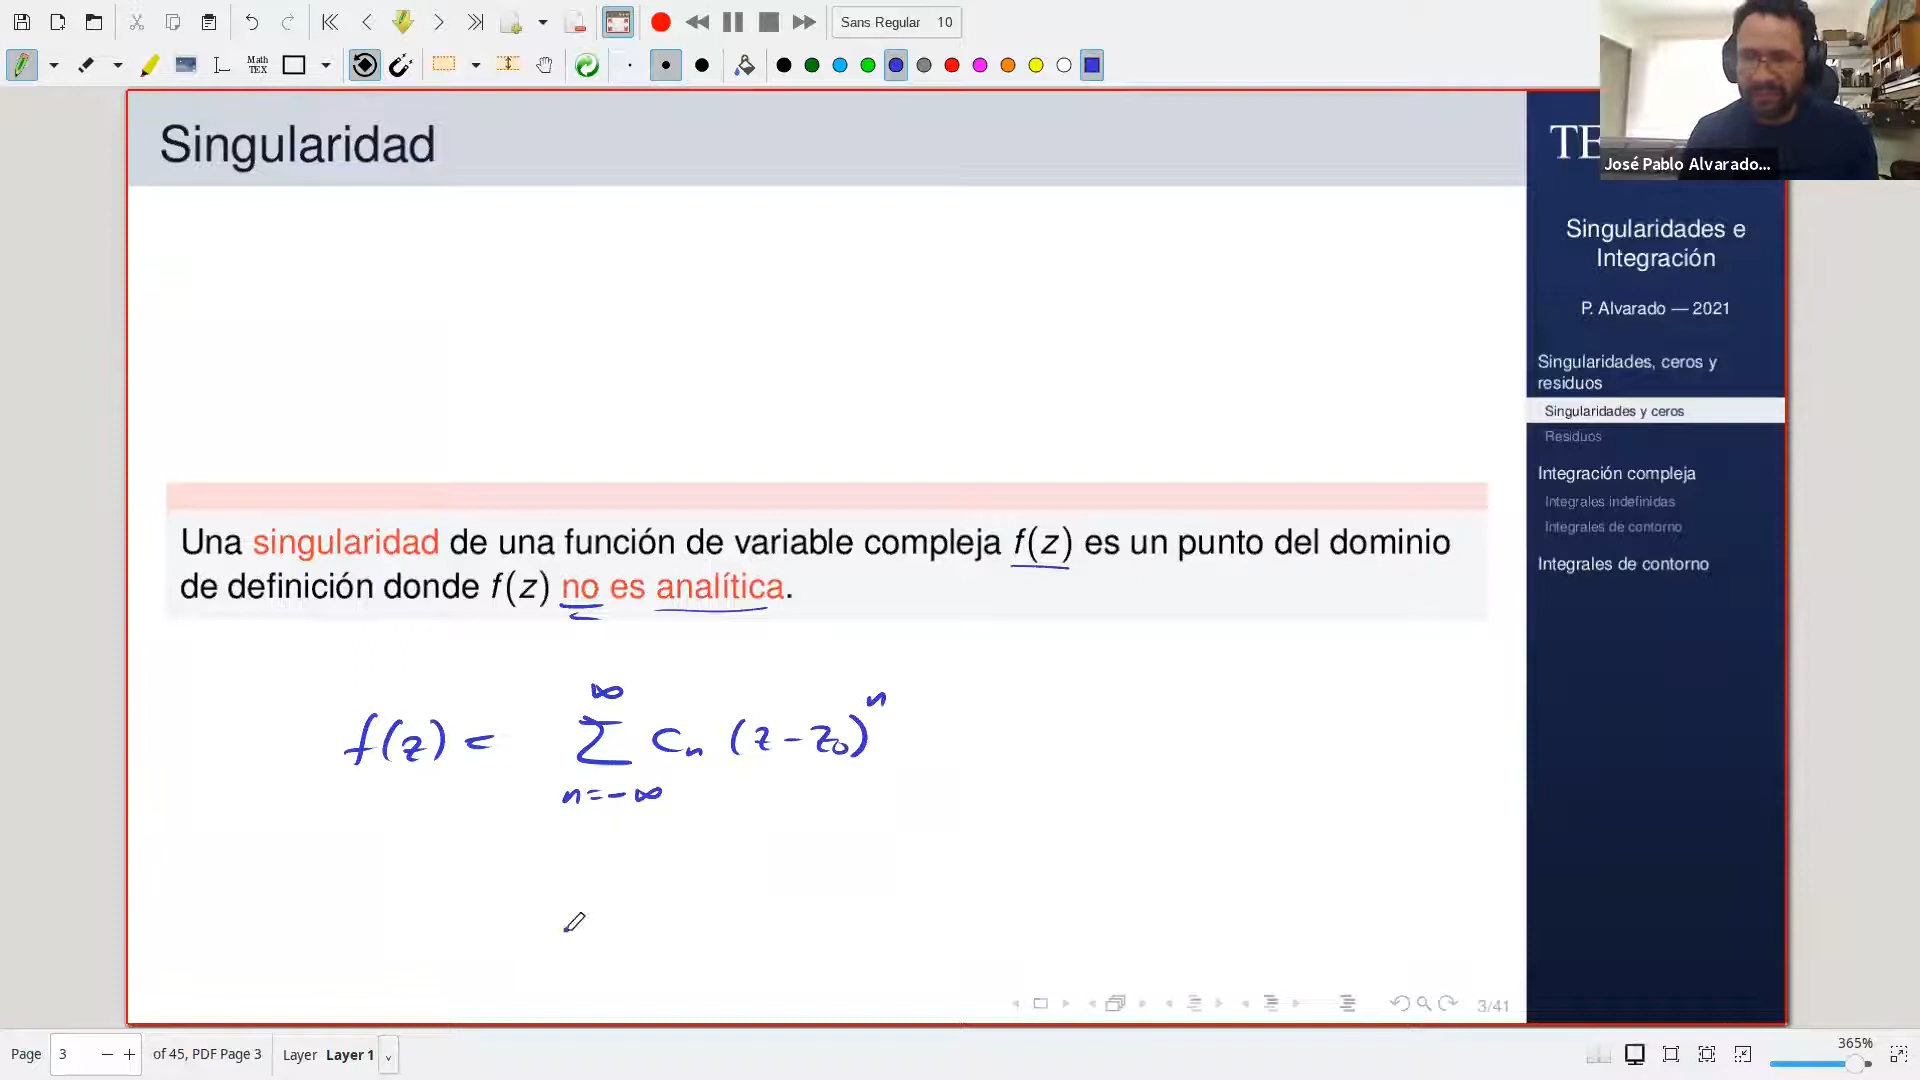 Math
TEX
Sans Regular 10
Singularidad
TE
José Pablo Alvarado...
Singularidades e
Integración
P. Alvarado — 2021
Singularidades, ceros y
residuos
Singularidades y ceros
Residuos
Integración compleja
Integrales indefinidas
Integrales de contorno
Integrales de contorno
Una singularidad de una función de variable compleja f(z) es un punto del dominio
de definición donde f(z) no es analítica.
f(z) = ∑_{n=-∞}^{∞} c_n (z - z_0)^n
3/41
Page 3 of 45, PDF Page 3 Layer Layer 1
365%